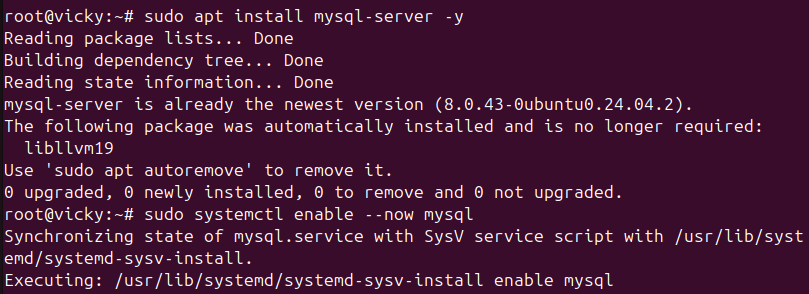 root@vicky:~# sudo apt install mysql-server -y
Reading package lists... Done
Building dependency tree... Done
Reading state information... Done
mysql-server is already the newest version (8.0.43-0ubuntu0.24.04.2).
The following package was automatically installed and is no longer required:
  libllvm19
Use 'sudo apt autoremove' to remove it.
0 upgraded, 0 newly installed, 0 to remove and 0 not upgraded.
root@vicky:~# sudo systemctl enable --now mysql
Synchronizing state of mysql.service with SysV service script with /usr/lib/syst
emd/systemd-sysv-install.
Executing: /usr/lib/systemd/systemd-sysv-install enable mysql